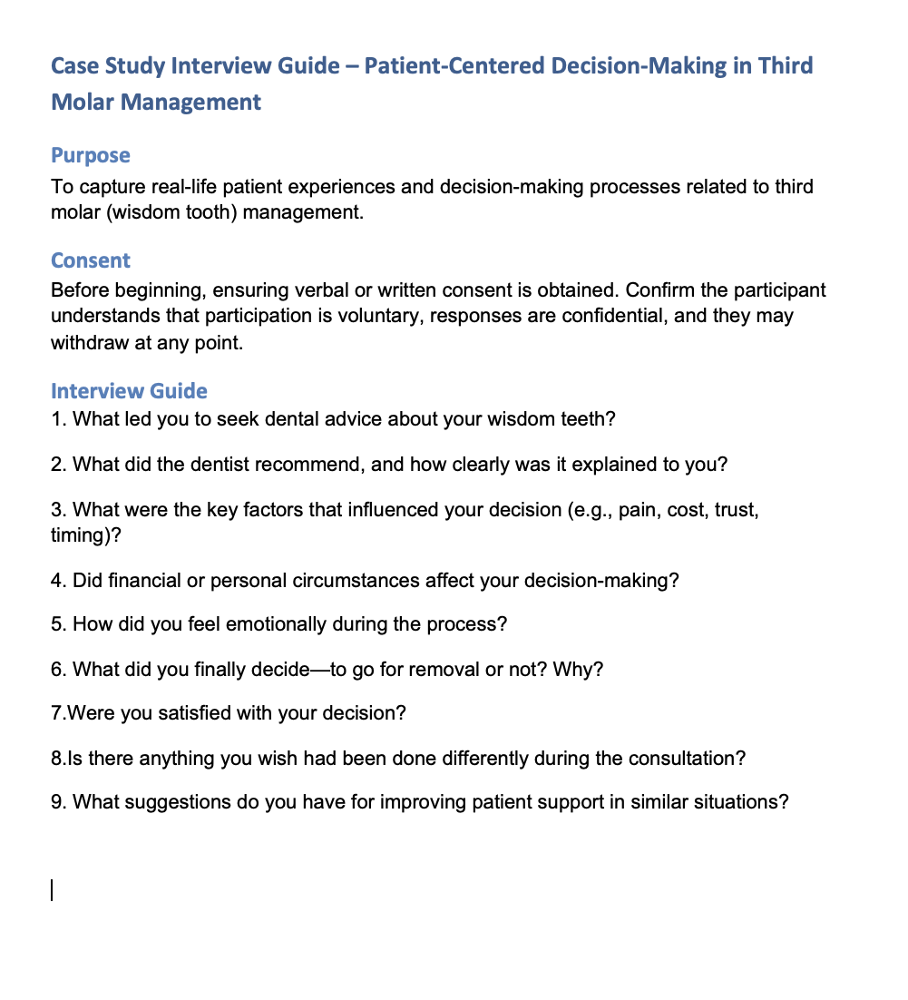 Case Study Interview Guide – Patient-Centered Decision-Making in Third
Molar Management
Purpose
To capture real-life patient experiences and decision-making processes related to third
molar (wisdom tooth) management.
Consent
Before beginning, ensuring verbal or written consent is obtained. Confirm the participant
understands that participation is voluntary, responses are confidential, and they may
withdraw at any point.
Interview Guide
1. What led you to seek dental advice about your wisdom teeth?
2. What did the dentist recommend, and how clearly was it explained to you?
3. What were the key factors that influenced your decision (e.g., pain, cost, trust,
timing)?
4. Did financial or personal circumstances affect your decision-making?
5. How did you feel emotionally during the process?
6. What did you finally decide—to go for removal or not? Why?
7.Were you satisfied with your decision?
8.Is there anything you wish had been done differently during the consultation?
9. What suggestions do you have for improving patient support in similar situations?